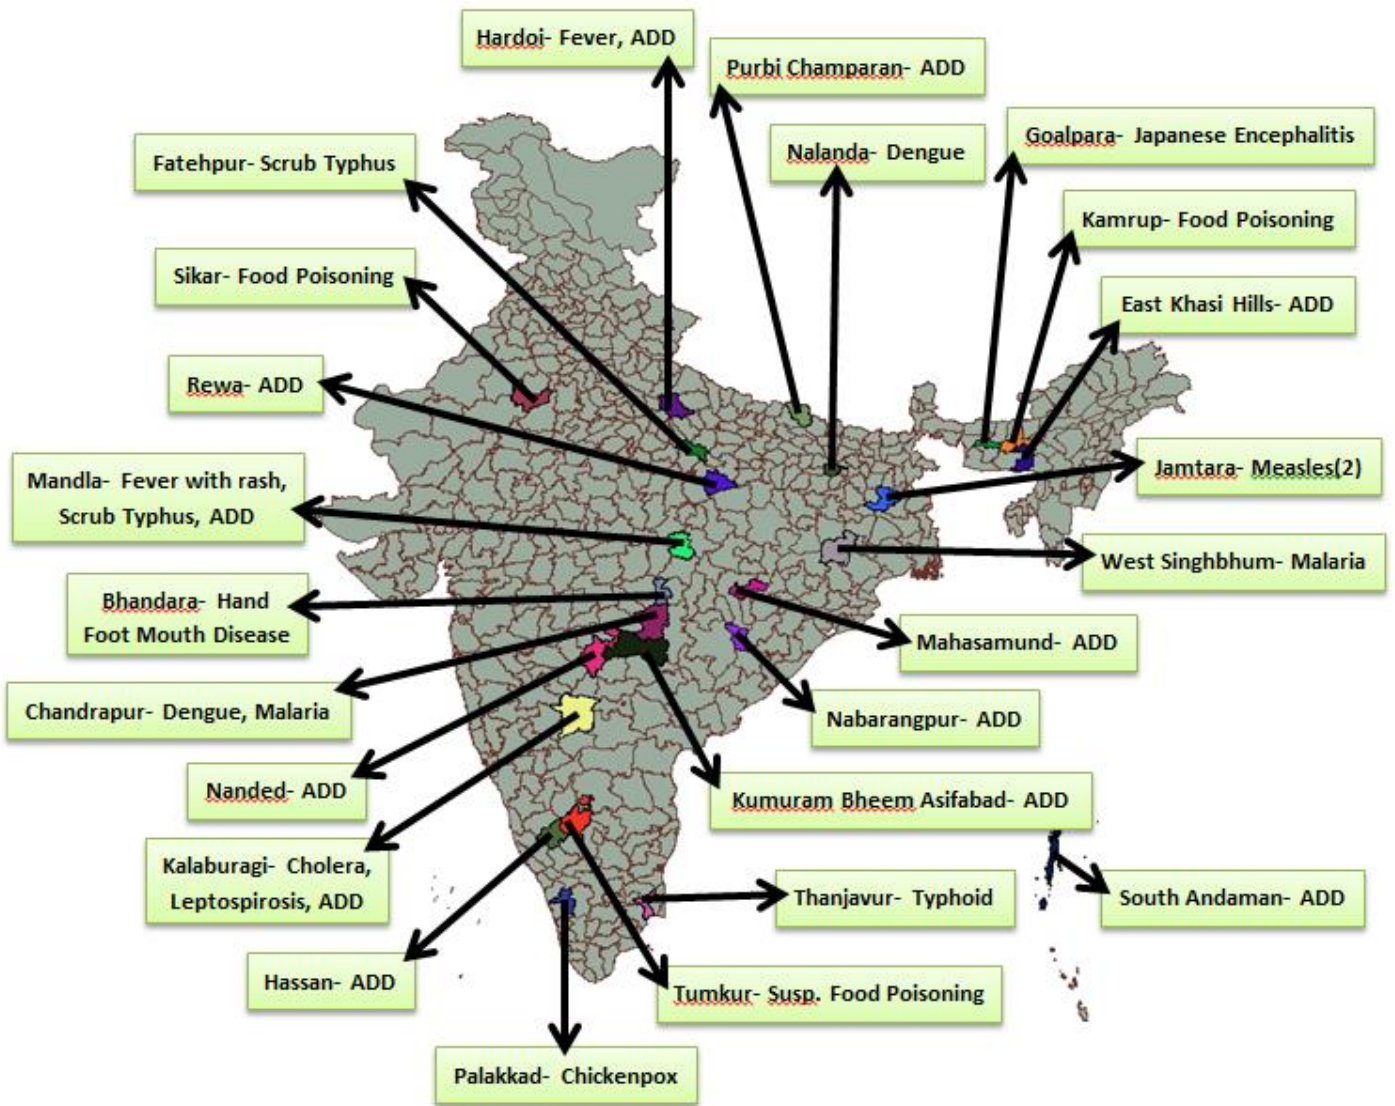 Hardoi- Fever, ADD
Purbi Champaran- ADD
Goalpara- Japanese Encephalitis
Fatehpur- Scrub Typhus
Nalanda- Dengue
Kamrup- Food Poisoning
Sikar- Food Poisoning
East Khasi Hills- ADD
Rewa- ADD
Jamtara- Measles(2)
Mandla- Fever with rash,
Scrub Typhus, ADD
West Singhbhum- Malaria
Bhandara- Hand
Foot Mouth Disease
Mahasamund- ADD
Chandrapur- Dengue, Malaria
Nabarangpur- ADD
Nanded- ADD
Kumuram Bheem Asifabad- ADD
Kalaburagi- Cholera,
Leptospirosis, ADD
Thanjavur- Typhoid
South Andaman- ADD
Hassan- ADD
Tumkur- Susp. Food Poisoning
Palakkad- Chickenpox